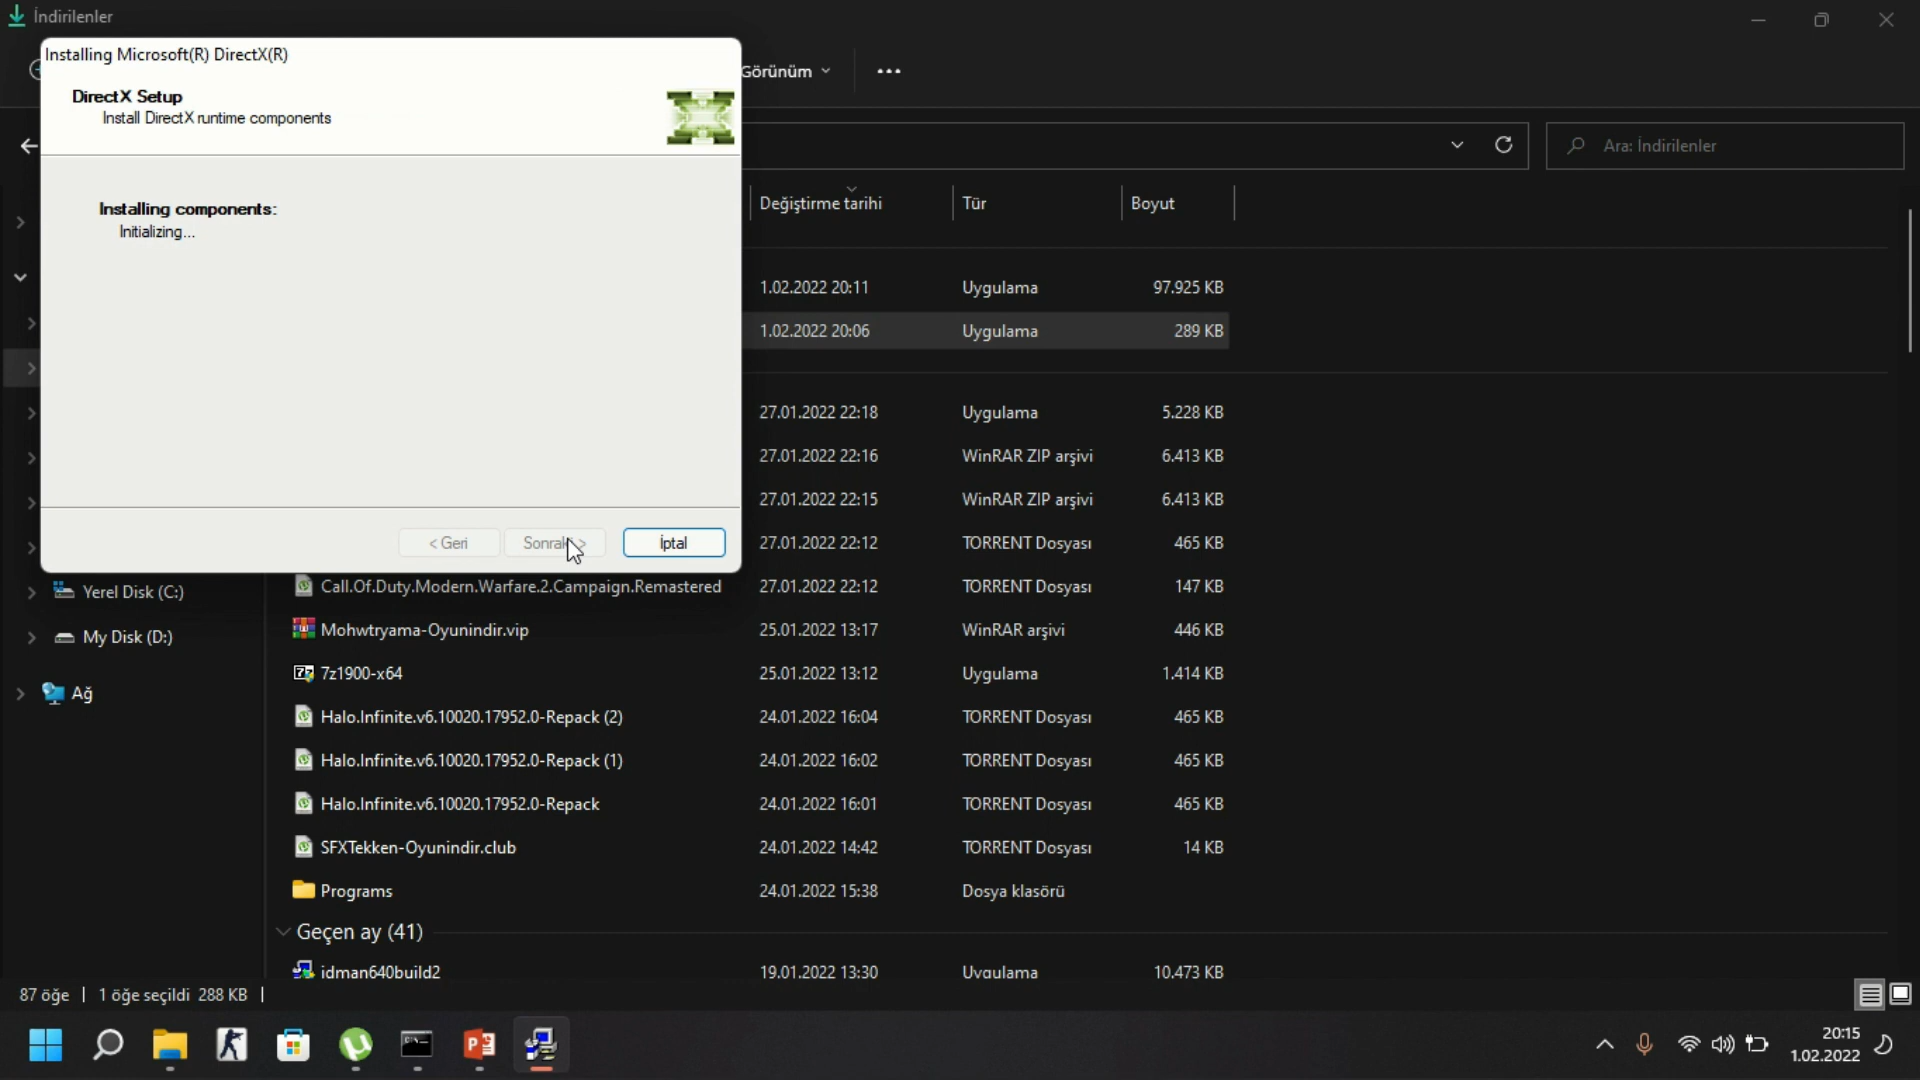 İndirilenler
Installing Microsoft(R) DirectX(R)
DirectX Setup
Install DirectX runtime components
Installing components:
Initializing...
< Geri
İptal
Görünüm
Ara: İndirilenler
Değiştirme tarihi Tür Boyut
1.02.2022 20:11 Uygulama 97.925 KB
1.02.2022 20:06 Uygulama 289 KB
27.01.2022 22:18 Uygulama 5.228 KB
27.01.2022 22:16 WinRAR ZIP arşivi 6.413 KB
27.01.2022 22:15 WinRAR ZIP arşivi 6.413 KB
27.01.2022 22:12 TORRENT Dosyası 465 KB
Call.Of.Duty.Modern.Warfare.2.Campaign.Remastered 27.01.2022 22:12 TORRENT Dosyası 147 KB
Mohwtryama-Oyunindir.vip 25.01.2022 13:17 WinRAR arşivi 446 KB
7z1900-x64 25.01.2022 13:12 Uygulama 1.414 KB
Halo.Infinite.v6.10020.17952.0-Repack (2) 24.01.2022 16:04 TORRENT Dosyası 465 KB
Halo.Infinite.v6.10020.17952.0-Repack (1) 24.01.2022 16:02 TORRENT Dosyası 465 KB
Halo.Infinite.v6.10020.17952.0-Repack 24.01.2022 16:01 TORRENT Dosyası 465 KB
SFXTekken-Oyunindir.club 24.01.2022 14:42 TORRENT Dosyası 14 KB
Programs 24.01.2022 15:38 Dosya klasörü
Geçen ay (41)
idman640build2 19.01.2022 13:30 Uygulama 10.473 KB
Yerel Disk (C:)
My Disk (D:)
Ağ
87 öğe
1 öğe seçildi 288 KB
20:15
1.02.2022